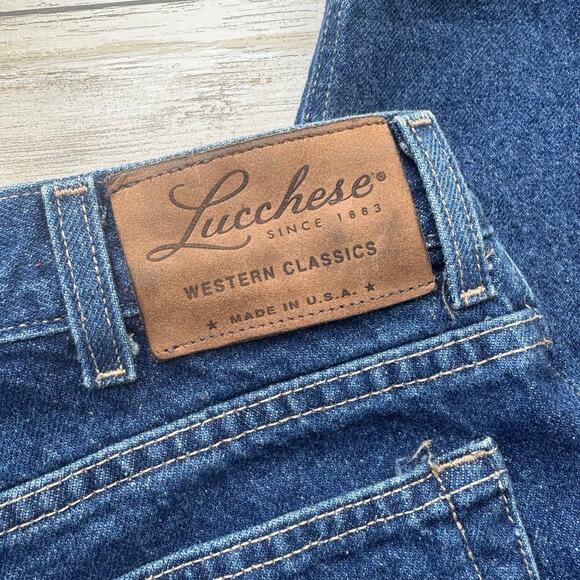 Lucchese®
SINCE 1883
WESTERN CLASSICS
★ MADE IN U.S.A. ★